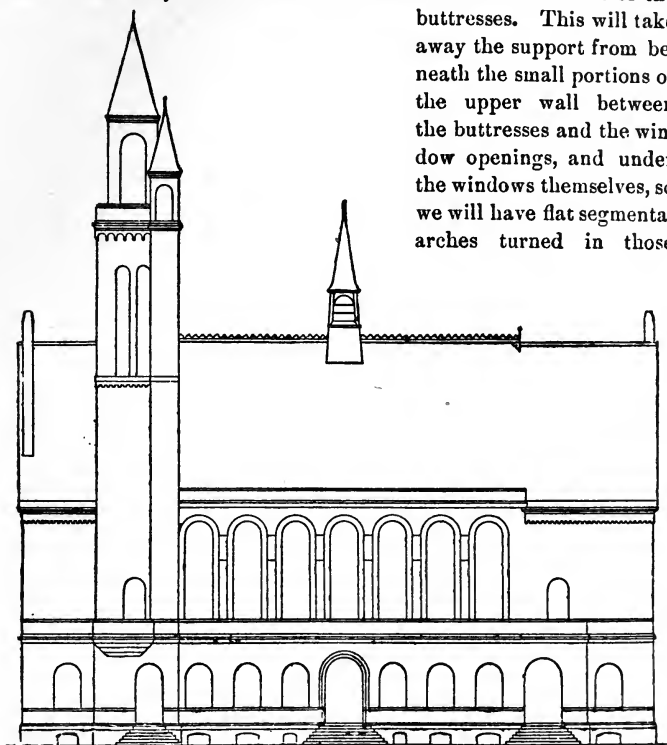 buttresses. This will take
away the support from be
neath the small portions o
the upper wall between
the buttresses and the win
dow openings, and under
the windows themselves, so
we will have flat segmenta
arches turned in those